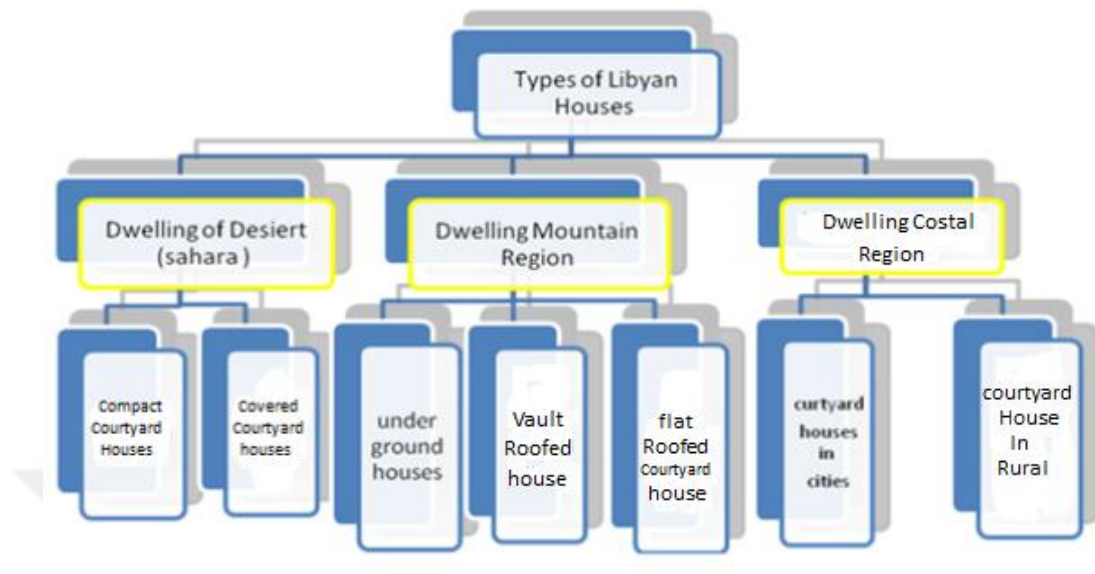 Types of Libyan
Houses
Dwelling of Desiert
(sahara )
Dwelling Mountain
Region
Dwelling Costal
Region
Compact
Courtyard
Houses
Covered
Courtyard
houses
under
ground
houses
Vault
Roofed
house
flat
Roofed
Courtyard
house
curtyard
houses
in
cities
courtyard
House
In
Rural